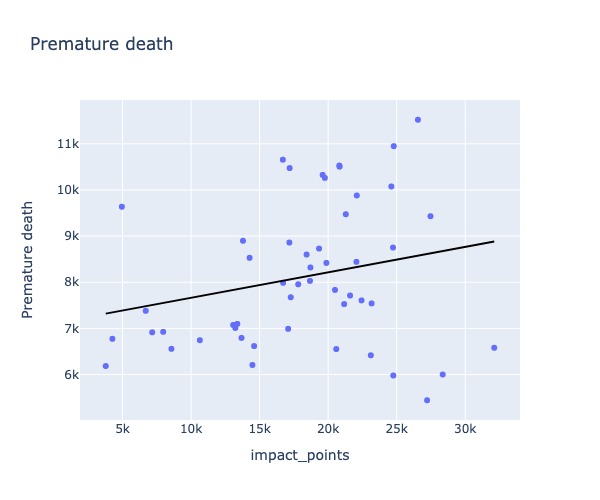 Premature death
11k
10k
9k
8k
7k
6k
Premature death
5k
10k
15k
20k
25k
30k
impact_points